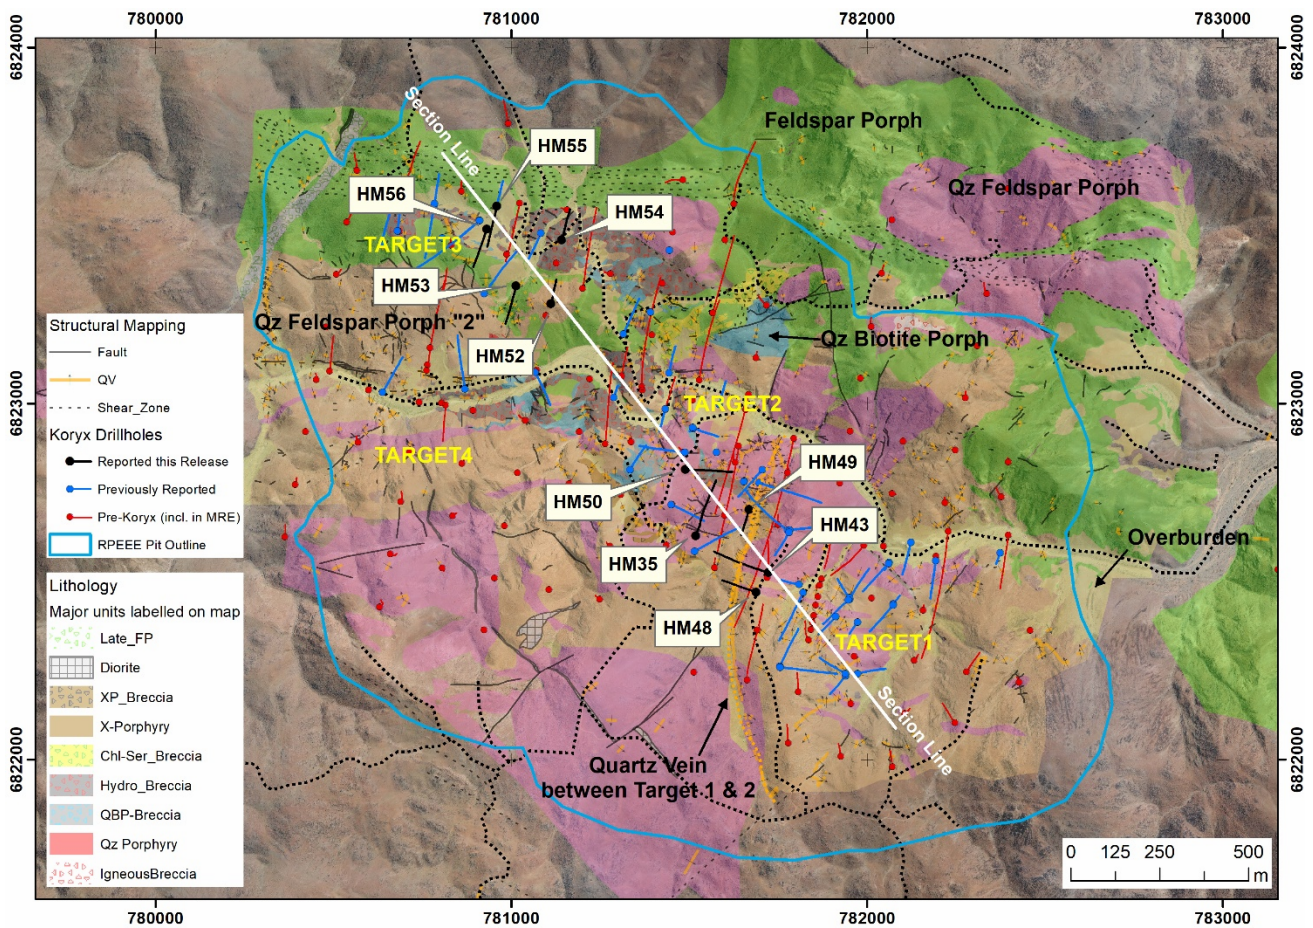 780000
781000
782000
783000
6824000
6824000
Section Line
Feldspar Porph
HM55
Qz Feldspar Porph
HM56
HM54
TARGET3
HM53
Qz Feldspar Porph "2"
Qz Biotite Porph
HM52
6823000
6823000
TARGET2
TARGET4
HM49
HM50
HM43
HM35
Overburden
HM48
TARGET1
Section Line
6822000
6822000
Quartz Vein
between Target 1 & 2
Structural Mapping
Fault
QV
Shear_Zone
Koryx Drillholes
Reported this Release
Previously Reported
Pre-Koryx (incl. in MRE)
RPEEE Pit Outline
Lithology
Major units labelled on map
Late_FP
Diorite
XP_Breccia
X-Porphyry
Chl-Ser_Breccia
Hydro_Breccia
QBP-Breccia
Qz Porphyry
IgneousBreccia
0 125 250 500
m
780000
781000
782000
783000